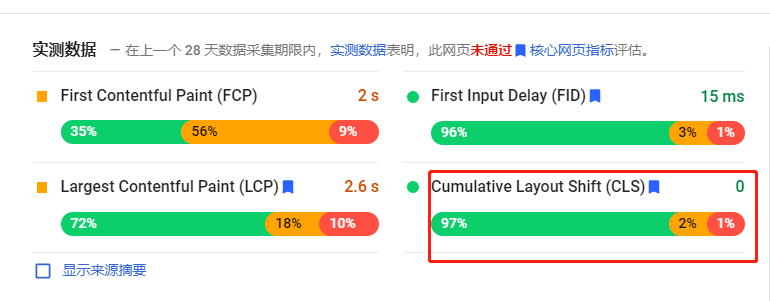 实测数据 — 在上一个 28 天数据采集期限内，实测数据表明，此网页未通过 核心网页指标评估。
First Contentful Paint (FCP) 2 s
35% 56% 9%
First Input Delay (FID) 15 ms
96% 3% 1%
Largest Contentful Paint (LCP) 2.6 s
72% 18% 10%
Cumulative Layout Shift (CLS) 0
97% 2% 1%
显示来源摘要